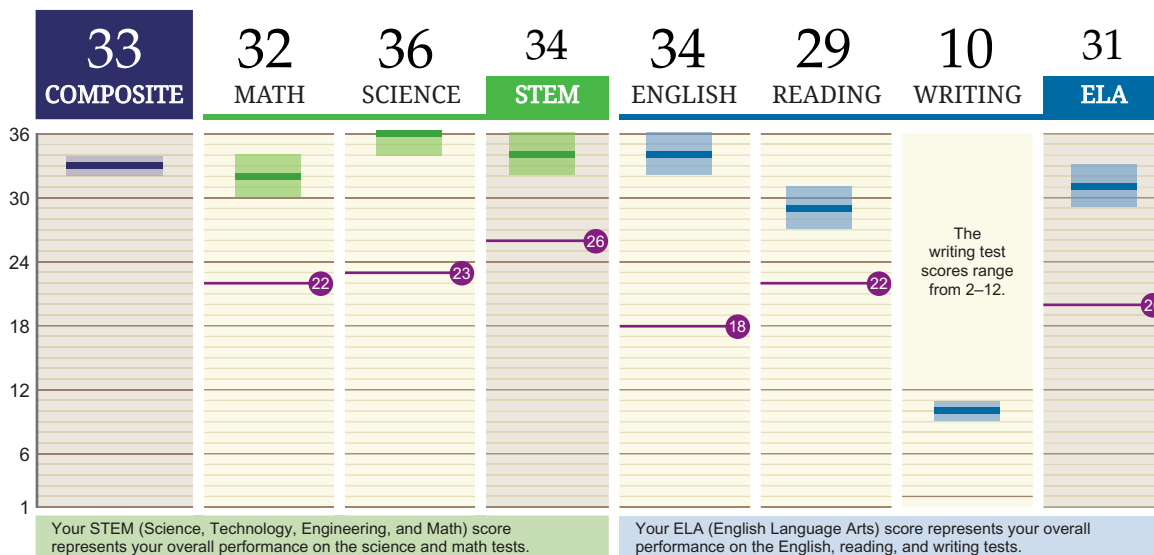 33 32 36 34 34 29 10 31
COMPOSITE MATH SCIENCE STEM ENGLISH READING WRITING ELA
36
30
24
18
12
6
1
22
23
26
18
22
The
writing test
scores range
from 2–12.
Your STEM (Science, Technology, Engineering, and Math) score
represents your overall performance on the science and math tests.
Your ELA (English Language Arts) score represents your overall
performance on the English, reading, and writing tests.